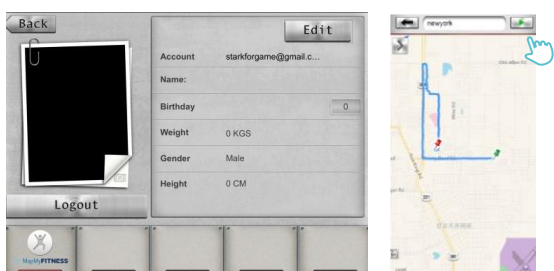 Back
Edit
Account starkforgame@gmail.c...
Name:
Birthday 0
Weight 0 KGS
Gender Male
Height 0 CM
Logout
MapMyFITNESS
newyork